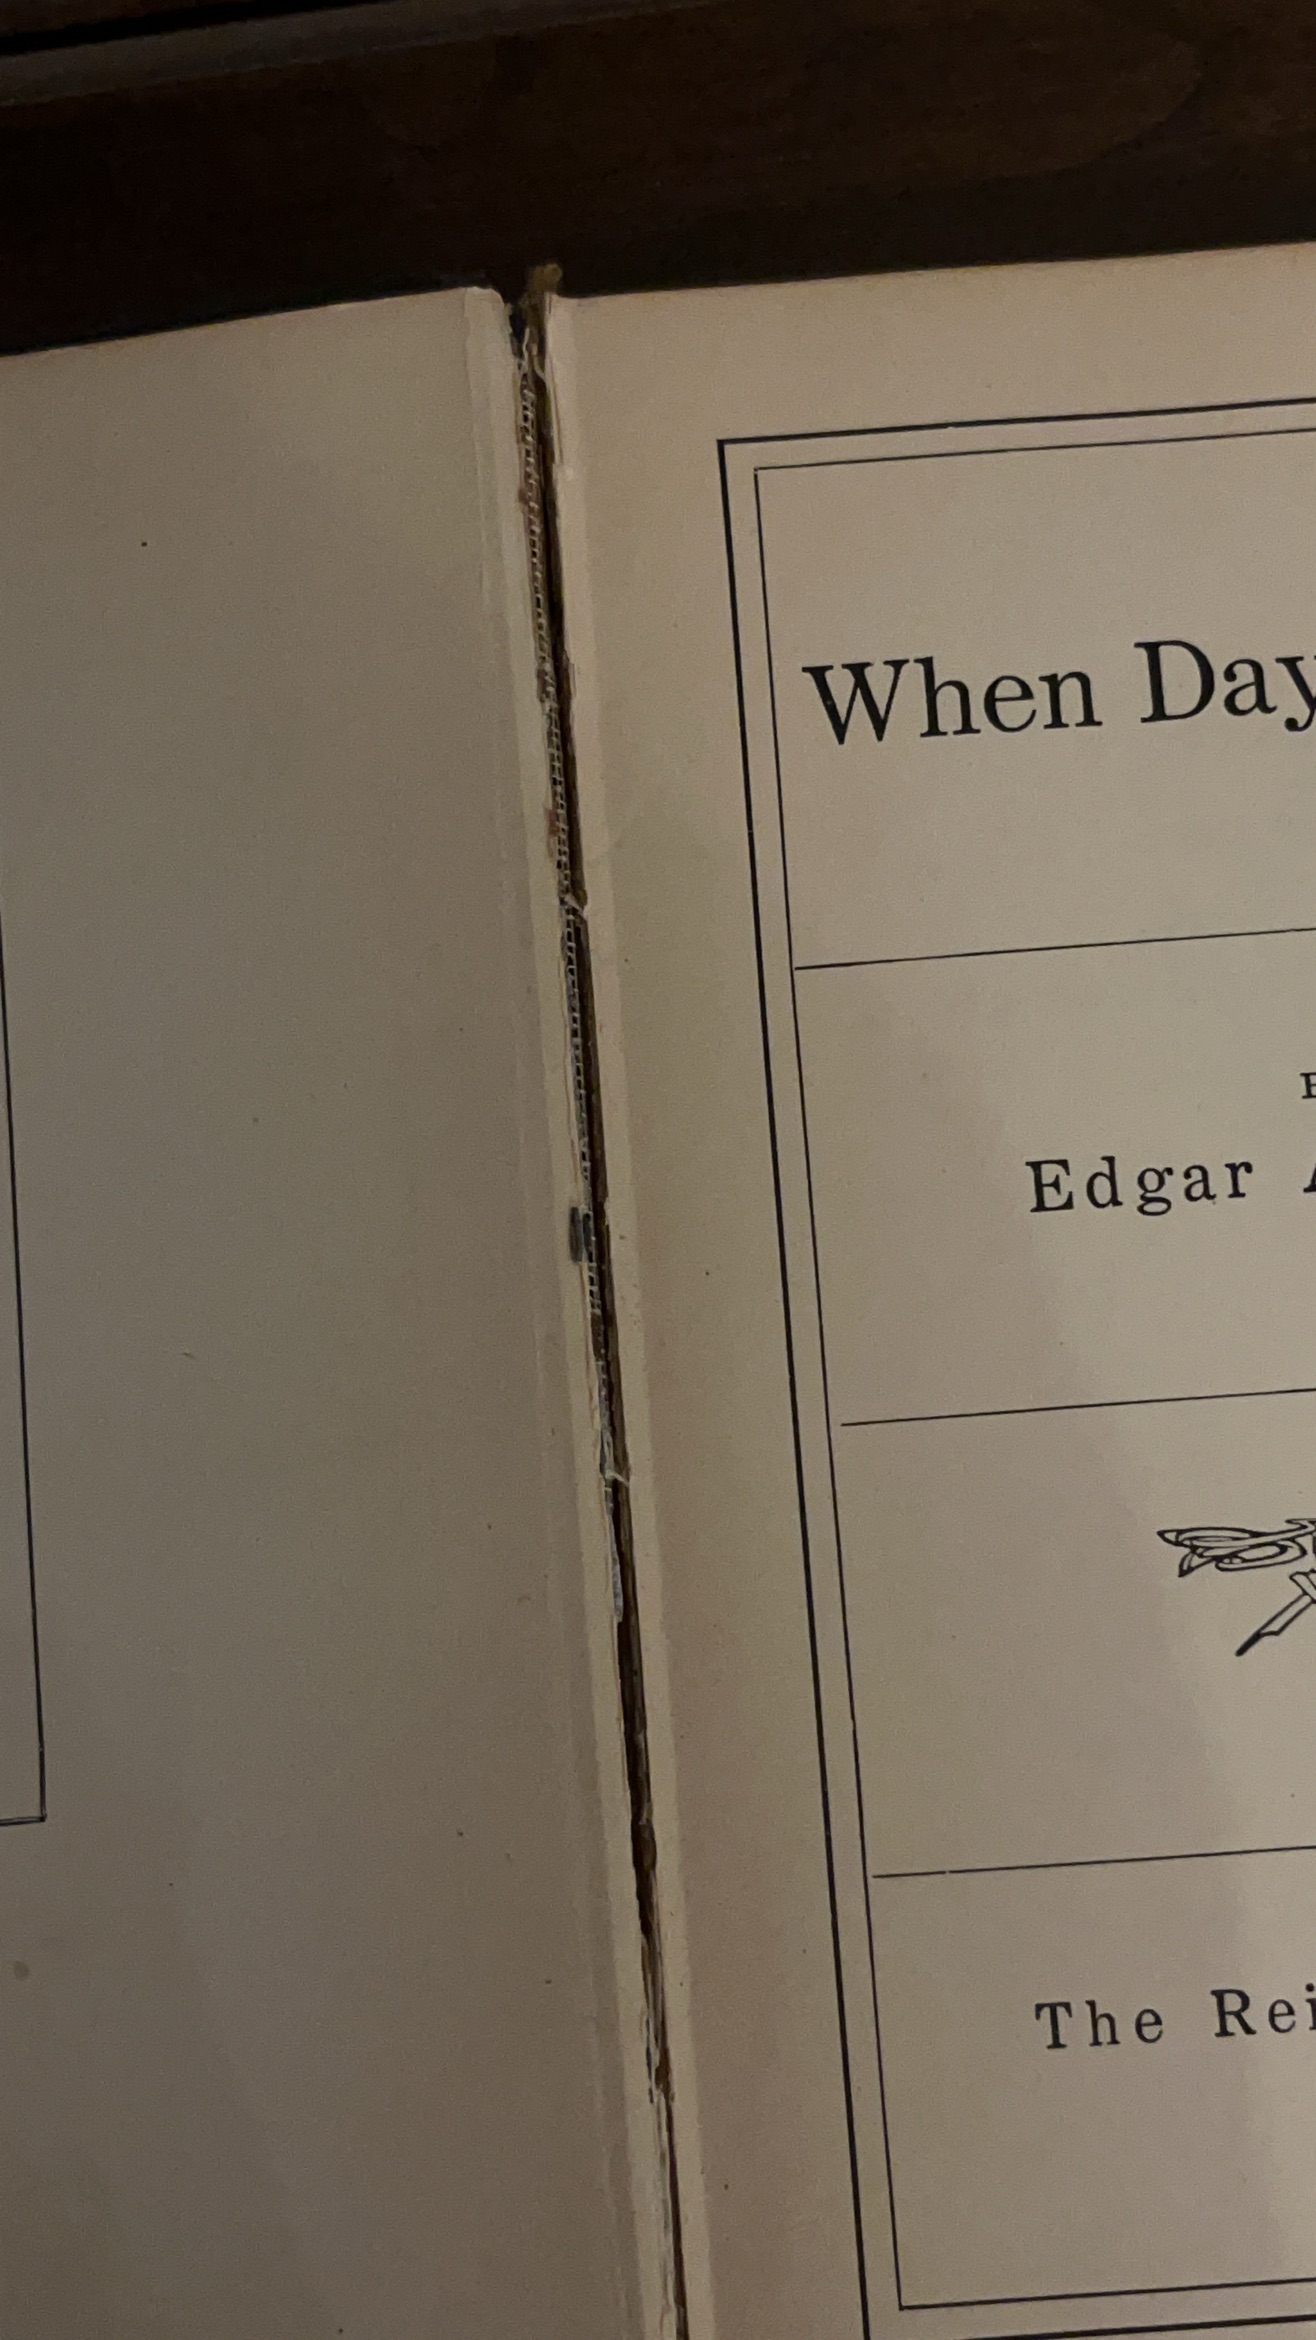 When Day
Edgar
The Rei